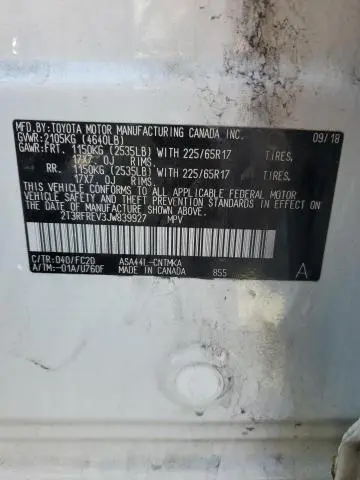 MFD.BY:TOYOTA MOTOR MANUFACTURING CANADA INC. 09/18
GVWR:2105KG (4640LB)
GAWR:FRT. 1150KG (2535LB) WITH 225/65R17 TIRES,
17X7 OJ RIMS.
RR. 1150KG (2535LB) WITH 225/65R17 TIRES,
17X7 OJ RIMS.
THIS VEHICLE CONFORMS TO ALL APPLICABLE FEDERAL MOTOR
VEHICLE SAFETY AND THEFT PREVENTION STANDARDS IN EFFECT ON
THE DATE OF MANUFACTURE SHOWN ABOVE.
2T3RFREV3JW839927 MPV
C/TR:040/FC20 ASA44L-CNTMKA
A/TM:-01A/U760F MADE IN CANADA 855 A